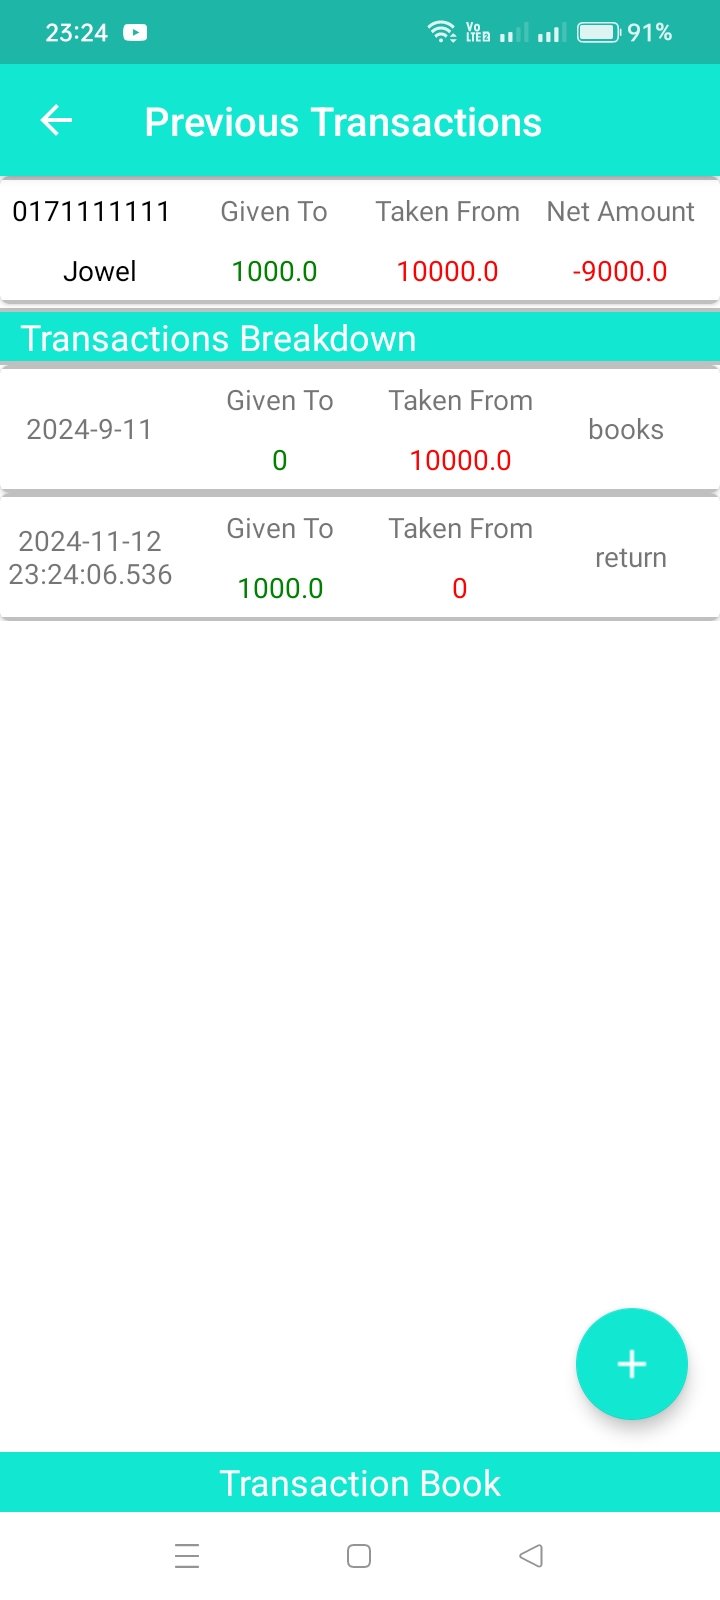 23:24 Vo LTE2 91%
Previous Transactions
0171111111 Given To Taken From Net Amount
Jowel 1000.0 10000.0 -9000.0
Transactions Breakdown
Given To Taken From
2024-9-11 books
0 10000.0
Given To Taken From
2024-11-12
23:24:06.536 return
1000.0 0
+
Transaction Book